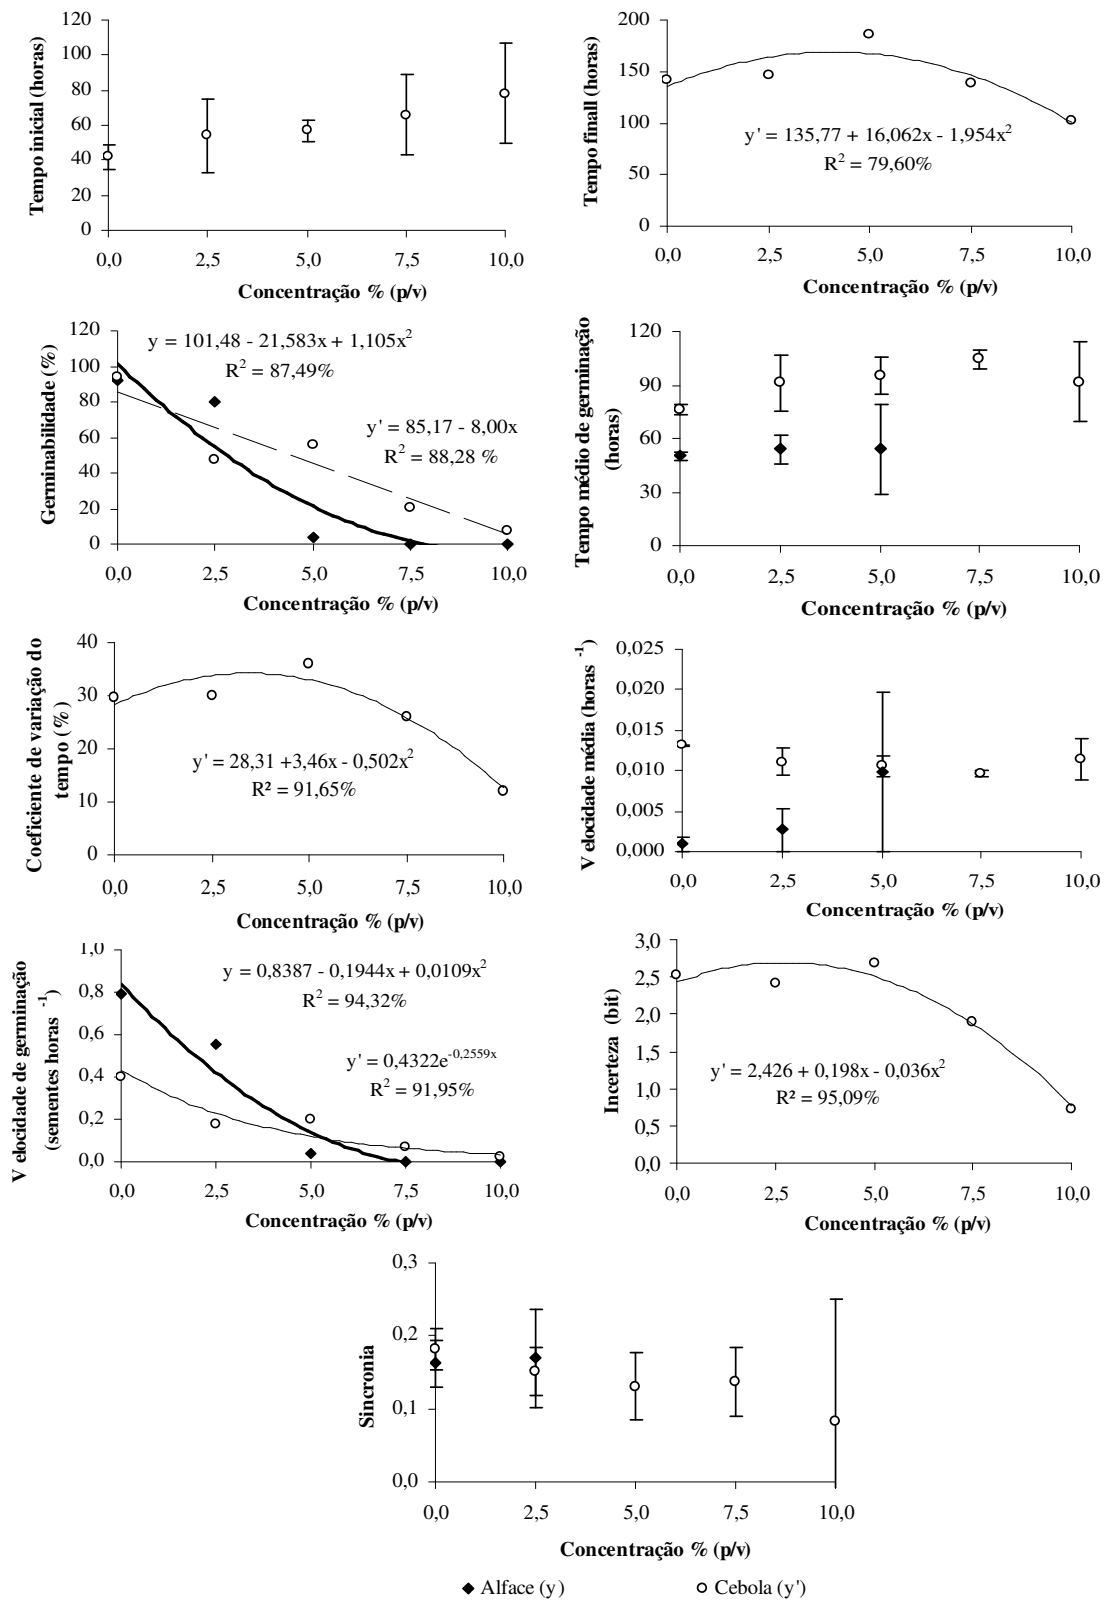 120
100
80
60
40
20
0
Tempo inicial (horas)
0,0 2,5 5,0 7,5 10,0
Concentração % (p/v)
200
150
100
50
0
Tempo finall (horas)
y' = 135,77 + 16,062x - 1,954x²
R² = 79,60%
0,0 2,5 5,0 7,5 10,0
Concentração % (p/v)
120
100
80
60
40
20
0
Germinabilidade (%)
y = 101,48 - 21,583x + 1,105x²
R² = 87,49%
y' = 85,17 - 8,00x
R² = 88,28 %
0,0 2,5 5,0 7,5 10,0
Concentração % (p/v)
120
90
60
30
0
Tempo médio de germinação
(horas)
0,0 2,5 5,0 7,5 10,0
Concentração % (p/v)
40
30
20
10
0
Coeficiente de variação do
tempo (%)
y' = 28,31 +3,46x - 0,502x²
R² = 91,65%
0,0 2,5 5,0 7,5 10,0
Concentração % (p/v)
0,025
0,020
0,015
0,010
0,005
0,000
V elocidade média (horas ⁻¹)
0,0 2,5 5,0 7,5 10,0
Concentração % (p/v)
1,0
0,8
0,6
0,4
0,2
0,0
V elocidade de germinação
(sementes horas ⁻¹)
y = 0,8387 - 0,1944x + 0,0109x²
R² = 94,32%
y' = 0,4322e⁻⁰,²⁵⁵⁹ˣ
R² = 91,95%
0,0 2,5 5,0 7,5 10,0
Concentração % (p/v)
3,0
2,5
2,0
1,5
1,0
0,5
0,0
Incerteza (bit)
y' = 2,426 + 0,198x - 0,036x²
R² = 95,09%
0,0 2,5 5,0 7,5 10,0
Concentração % (p/v)
0,3
0,2
0,1
0,0
Sincronia
0,0 2,5 5,0 7,5 10,0
Concentração % (p/v)
Alface (y) Cebola (y')